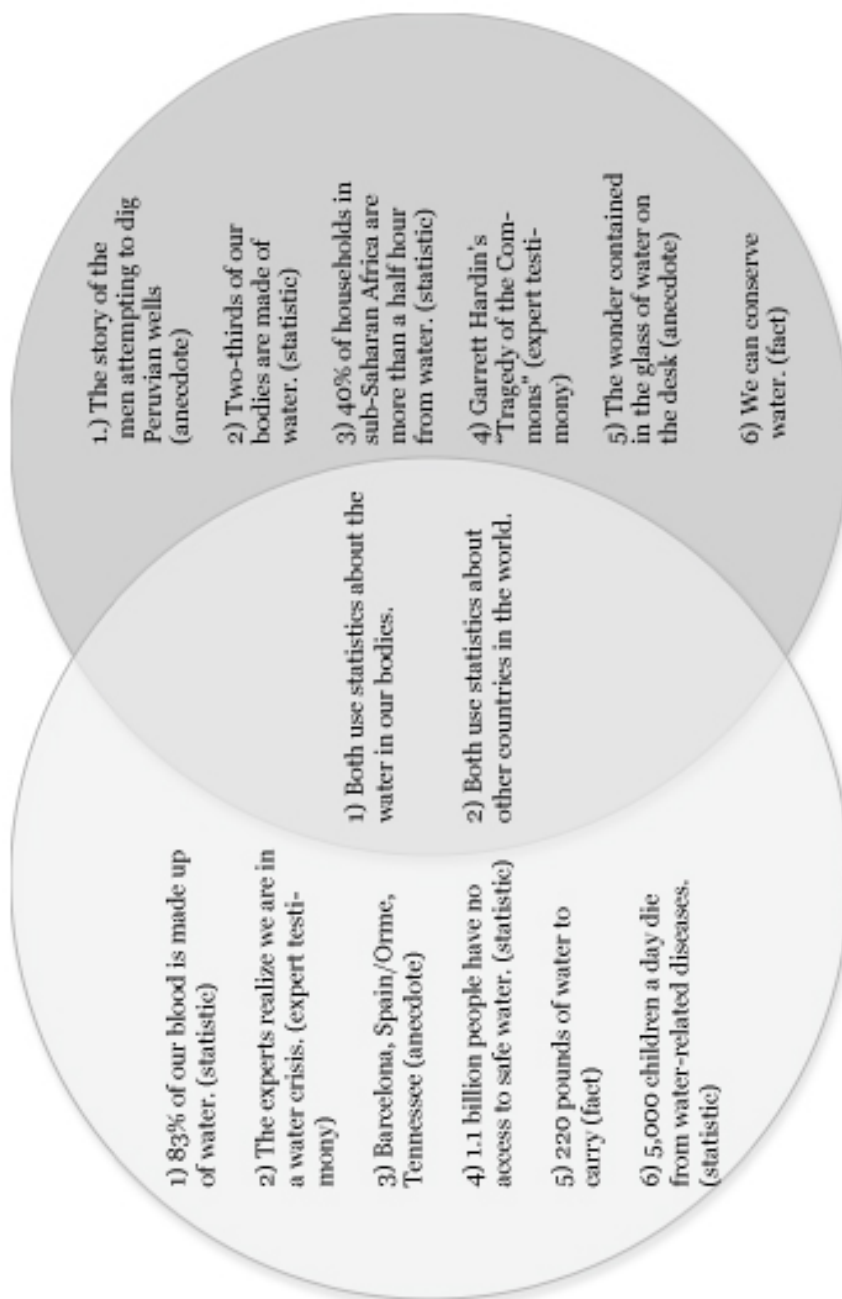 1) 83% of our blood is made up
of water. (statistic)
2) The experts realize we are in
a water crisis. (expert testi-
mony)
3) Barcelona, Spain/Orme,
Tennessee (anecdote)
4) 1.1 billion people have no
access to safe water. (statistic)
5) 220 pounds of water to
carry (fact)
6) 5,000 children a day die
from water-related diseases.
(statistic)
1) Both use statistics about the
water in our bodies.
2) Both use statistics about
other countries in the world.
1.) The story of the
men attempting to dig
Peruvian wells
(anecdote)
2) Two-thirds of our
bodies are made of
water. (statistic)
3) 40% of households in
sub-Saharan Africa are
more than a half hour
from water. (statistic)
4) Garrett Hardin's
"Tragedy of the Com-
mons" (expert testi-
mony)
5) The wonder contained
in the glass of water on
the desk (anecdote)
6) We can conserve
water. (fact)